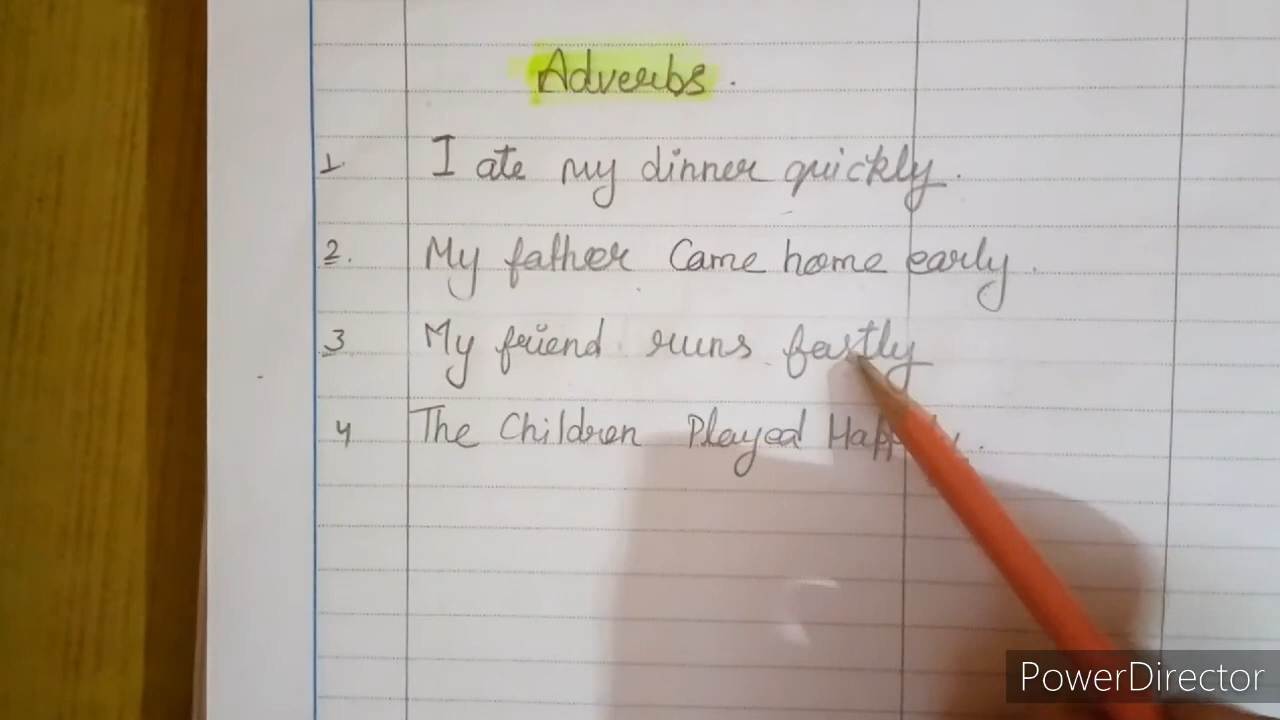 Adverbs.
1. I ate my dinner quickly.
2. My father Came home early.
3 My friend runs fastly
4 The Children Played
PowerDirector